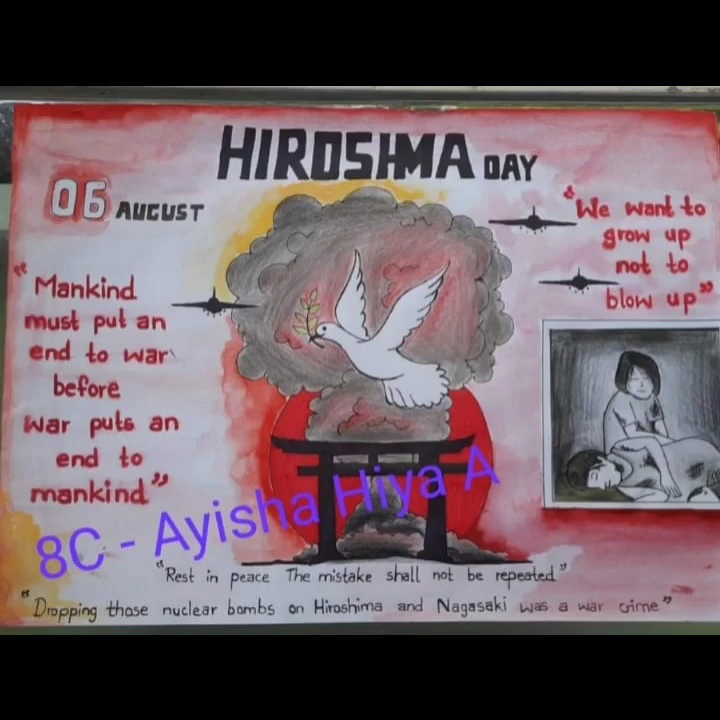 HIROSHMA DAY
06 AUGUST
"Mankind
must put an
end to war
before
war puts an
end to
mankind"
"We want to
grow up
not to
blow up"
8C - Ayisha Hiya A
"Rest in peace The mistake shall not be repeated"
"Dropping those nuclear bombs on Hiroshima and Nagasaki was a war crime"